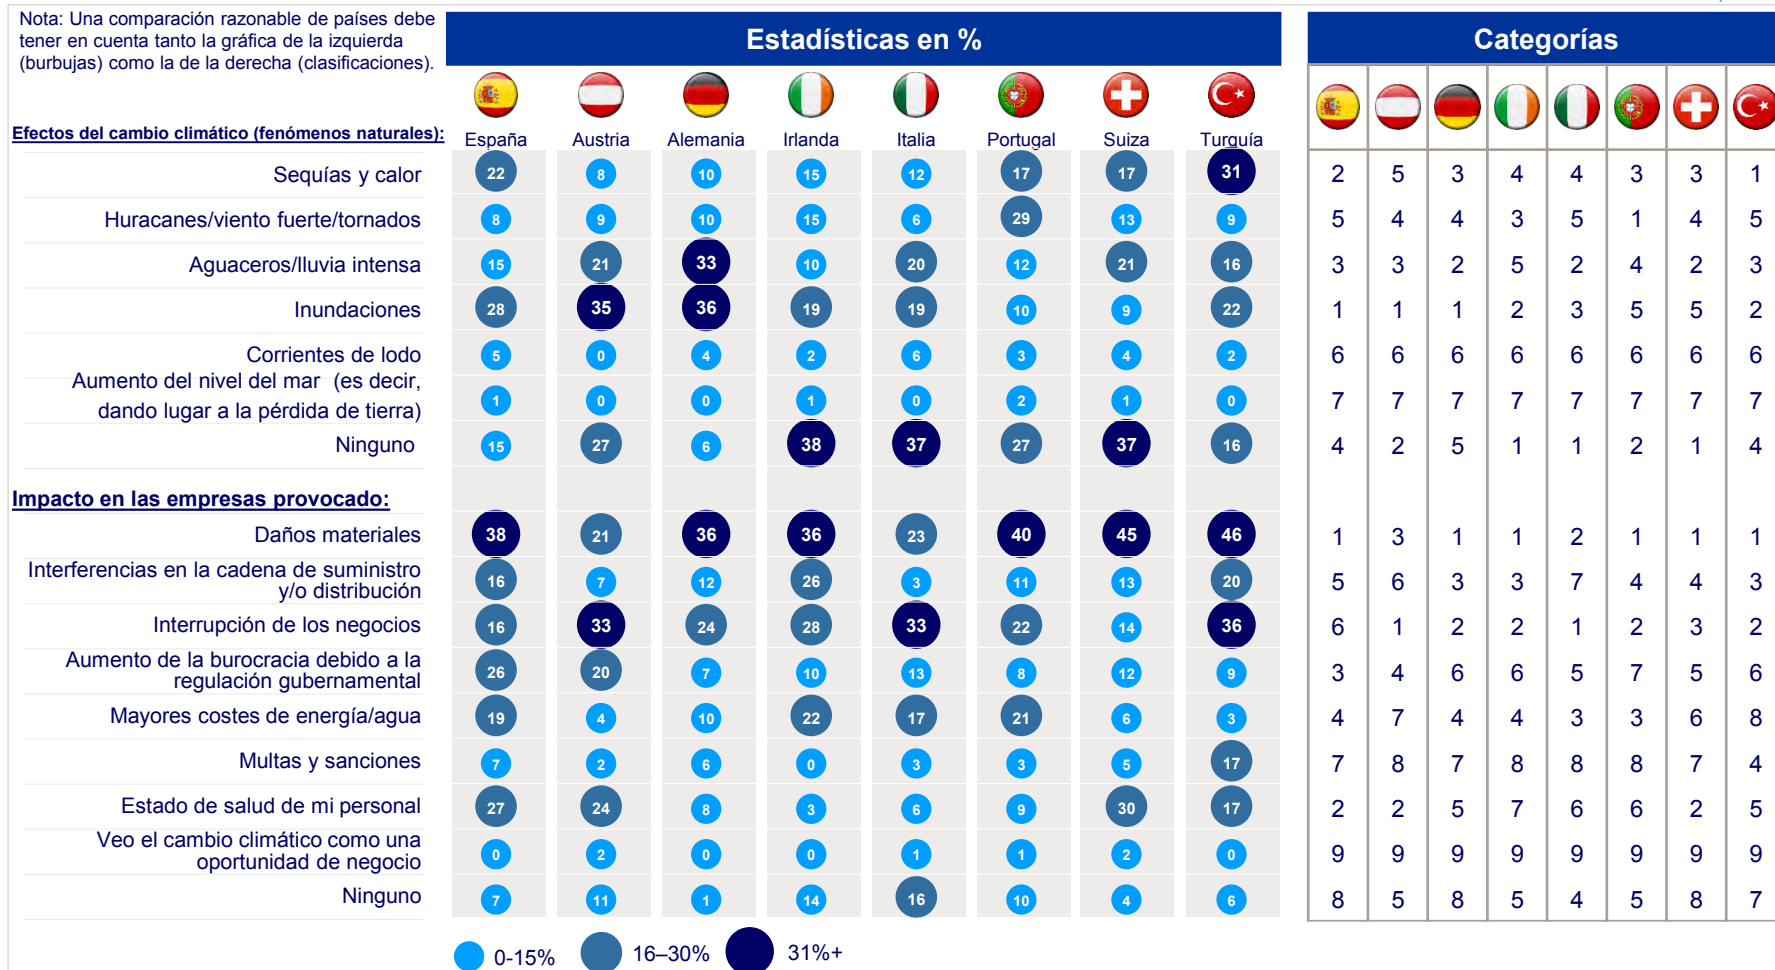 Nota: Una comparación razonable de países debe
tener en cuenta tanto la gráfica de la izquierda
(burbujas) como la de la derecha (clasificaciones).
Estadísticas en %
Categorías
Efectos del cambio climático (fenómenos naturales):
España Austria Alemania Irlanda Italia Portugal Suiza Turquía
Sequías y calor 22 8 10 15 12 17 17 31 2 5 3 4 4 3 3 1
Huracanes/viento fuerte/tornados 8 9 10 15 6 29 13 9 5 4 4 3 5 1 4 5
Aguaceros/lluvia intensa 15 21 33 10 20 12 21 16 3 3 2 5 2 4 2 3
Inundaciones 28 35 36 19 19 10 9 22 1 1 1 2 3 5 5 2
Corrientes de lodo 5 0 4 2 6 3 4 2 6 6 6 6 6 6 6 6
Aumento del nivel del mar (es decir,
dando lugar a la pérdida de tierra) 1 0 0 1 0 2 1 0 7 7 7 7 7 7 7 7
Ninguno 15 27 6 38 37 27 37 16 4 2 5 1 1 2 1 4
Impacto en las empresas provocado:
Daños materiales 38 21 36 36 23 40 45 46 1 3 1 1 2 1 1 1
Interferencias en la cadena de suministro
y/o distribución 16 7 12 26 3 11 13 20 5 6 3 3 7 4 4 3
Interrupción de los negocios 16 33 24 28 33 22 14 36 6 1 2 2 1 2 3 2
Aumento de la burocracia debido a la
regulación gubernamental 26 20 7 10 13 8 12 9 3 4 6 6 5 7 5 6
Mayores costes de energía/agua 19 4 10 22 17 21 6 3 4 7 4 4 3 3 6 8
Multas y sanciones 7 2 6 0 3 3 5 17 7 8 7 8 8 8 7 4
Estado de salud de mi personal 27 24 8 3 6 9 30 17 2 2 5 7 6 6 2 5
Veo el cambio climático como una
oportunidad de negocio 0 2 0 0 1 1 2 0 9 9 9 9 9 9 9 9
Ninguno 7 11 1 14 16 10 4 6 8 5 8 5 4 5 8 7
0-15% 16–30% 31%+